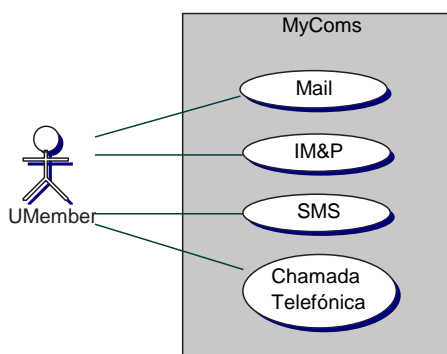 MyComs
Mail
IM&P
UMember
SMS
Chamada
Telefónica